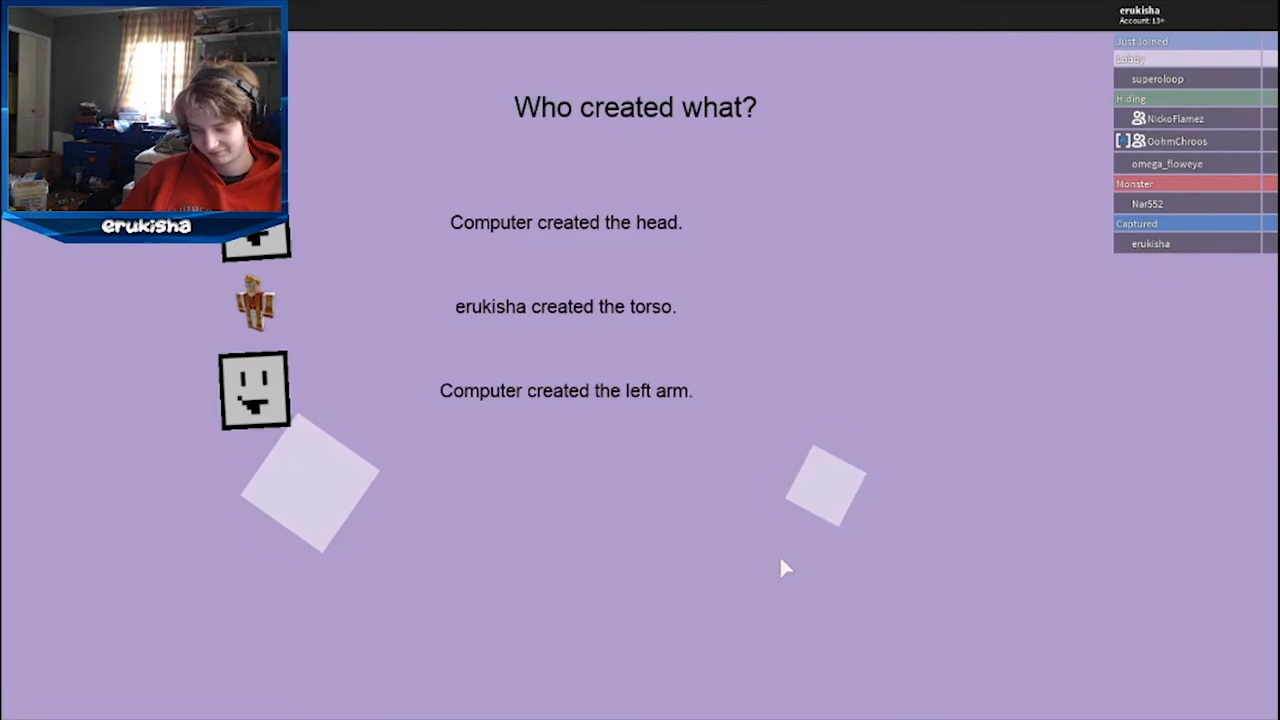 erukisha
Account: 13+
Just Joined
Lobby
superoloop
Hiding
NickoFlamez
OohmChroos
omega_floweye
Monster
Nar552
Captured
erukisha
erukisha
Who created what?
Computer created the head.
erukisha created the torso.
Computer created the left arm.